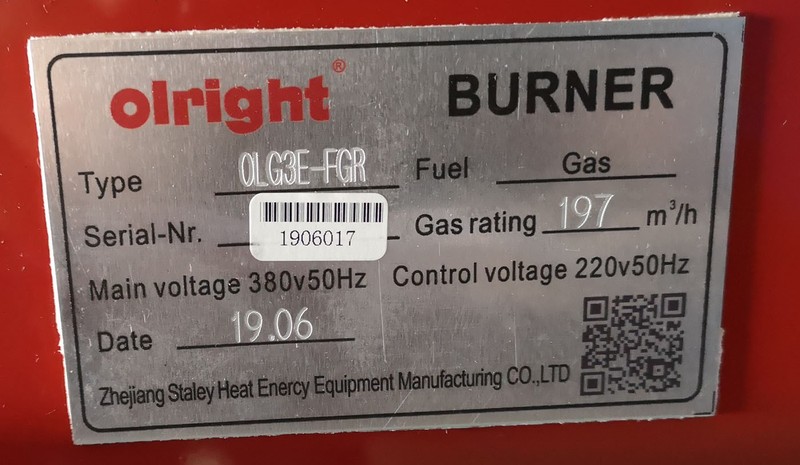 olright® BURNER
Type OLG3E-FGR Fuel Gas
Serial-Nr. 1906017 Gas rating 197 m³/h
Main voltage 380v50Hz Control voltage 220v50Hz
Date 19.06
Zhejiang Staley Heat Enercy Equipment Manufacturing CO.,LTD